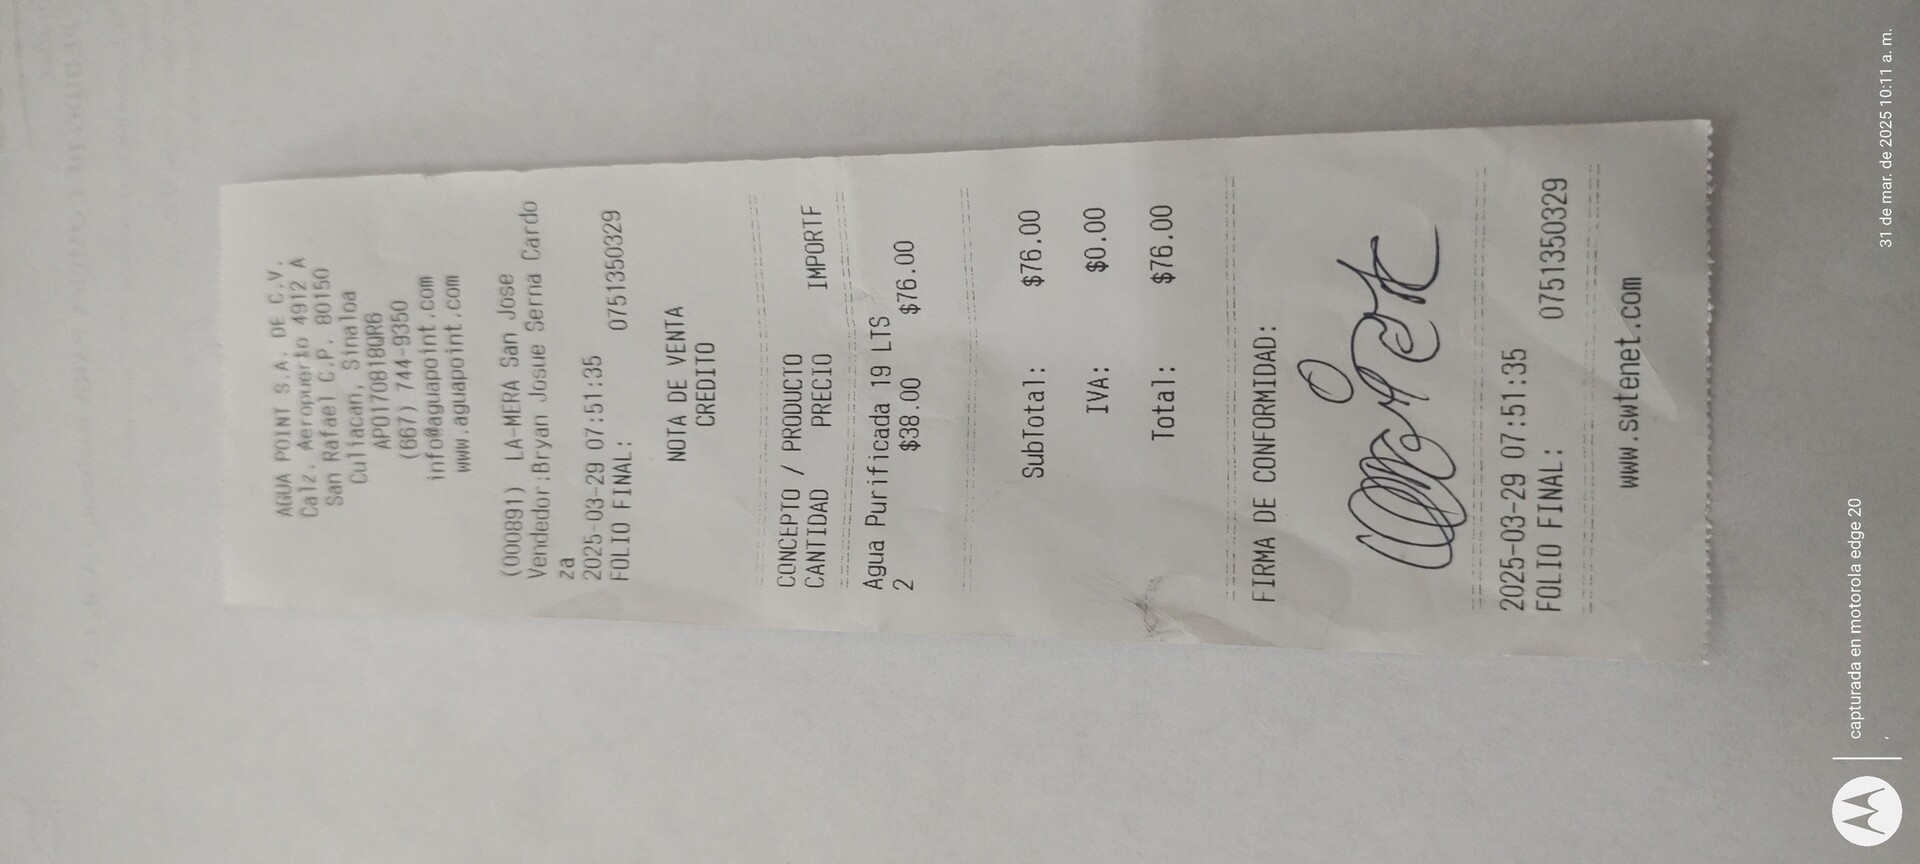 AGUA POINT S.A. DE C.V.
Calz. Aeropuerto 4912 A
San Rafael C.P. 80150
Culiacan, Sinaloa
APO170818QR6
(667) 744-9350
info@aguapoint.com
www.aguapoint.com
(000891) LA-MERA San Jose
Vendedor:Bryan Josue Serna Cardo
za
2025-03-29 07:51:35
FOLIO FINAL: 0751350329
NOTA DE VENTA
CREDITO
CONCEPTO / PRODUCTO
CANTIDAD PRECIO IMPORTE
Agua Purificada 19 LTS
2 $38.00 $76.00
SubTotal: $76.00
IVA: $0.00
Total: $76.00
FIRMA DE CONFORMIDAD:
2025-03-29 07:51:35
FOLIO FINAL: 0751350329
www.swtenet.com
capturada en motorola edge 20
31 de mar. de 2025 10:11 a. m.